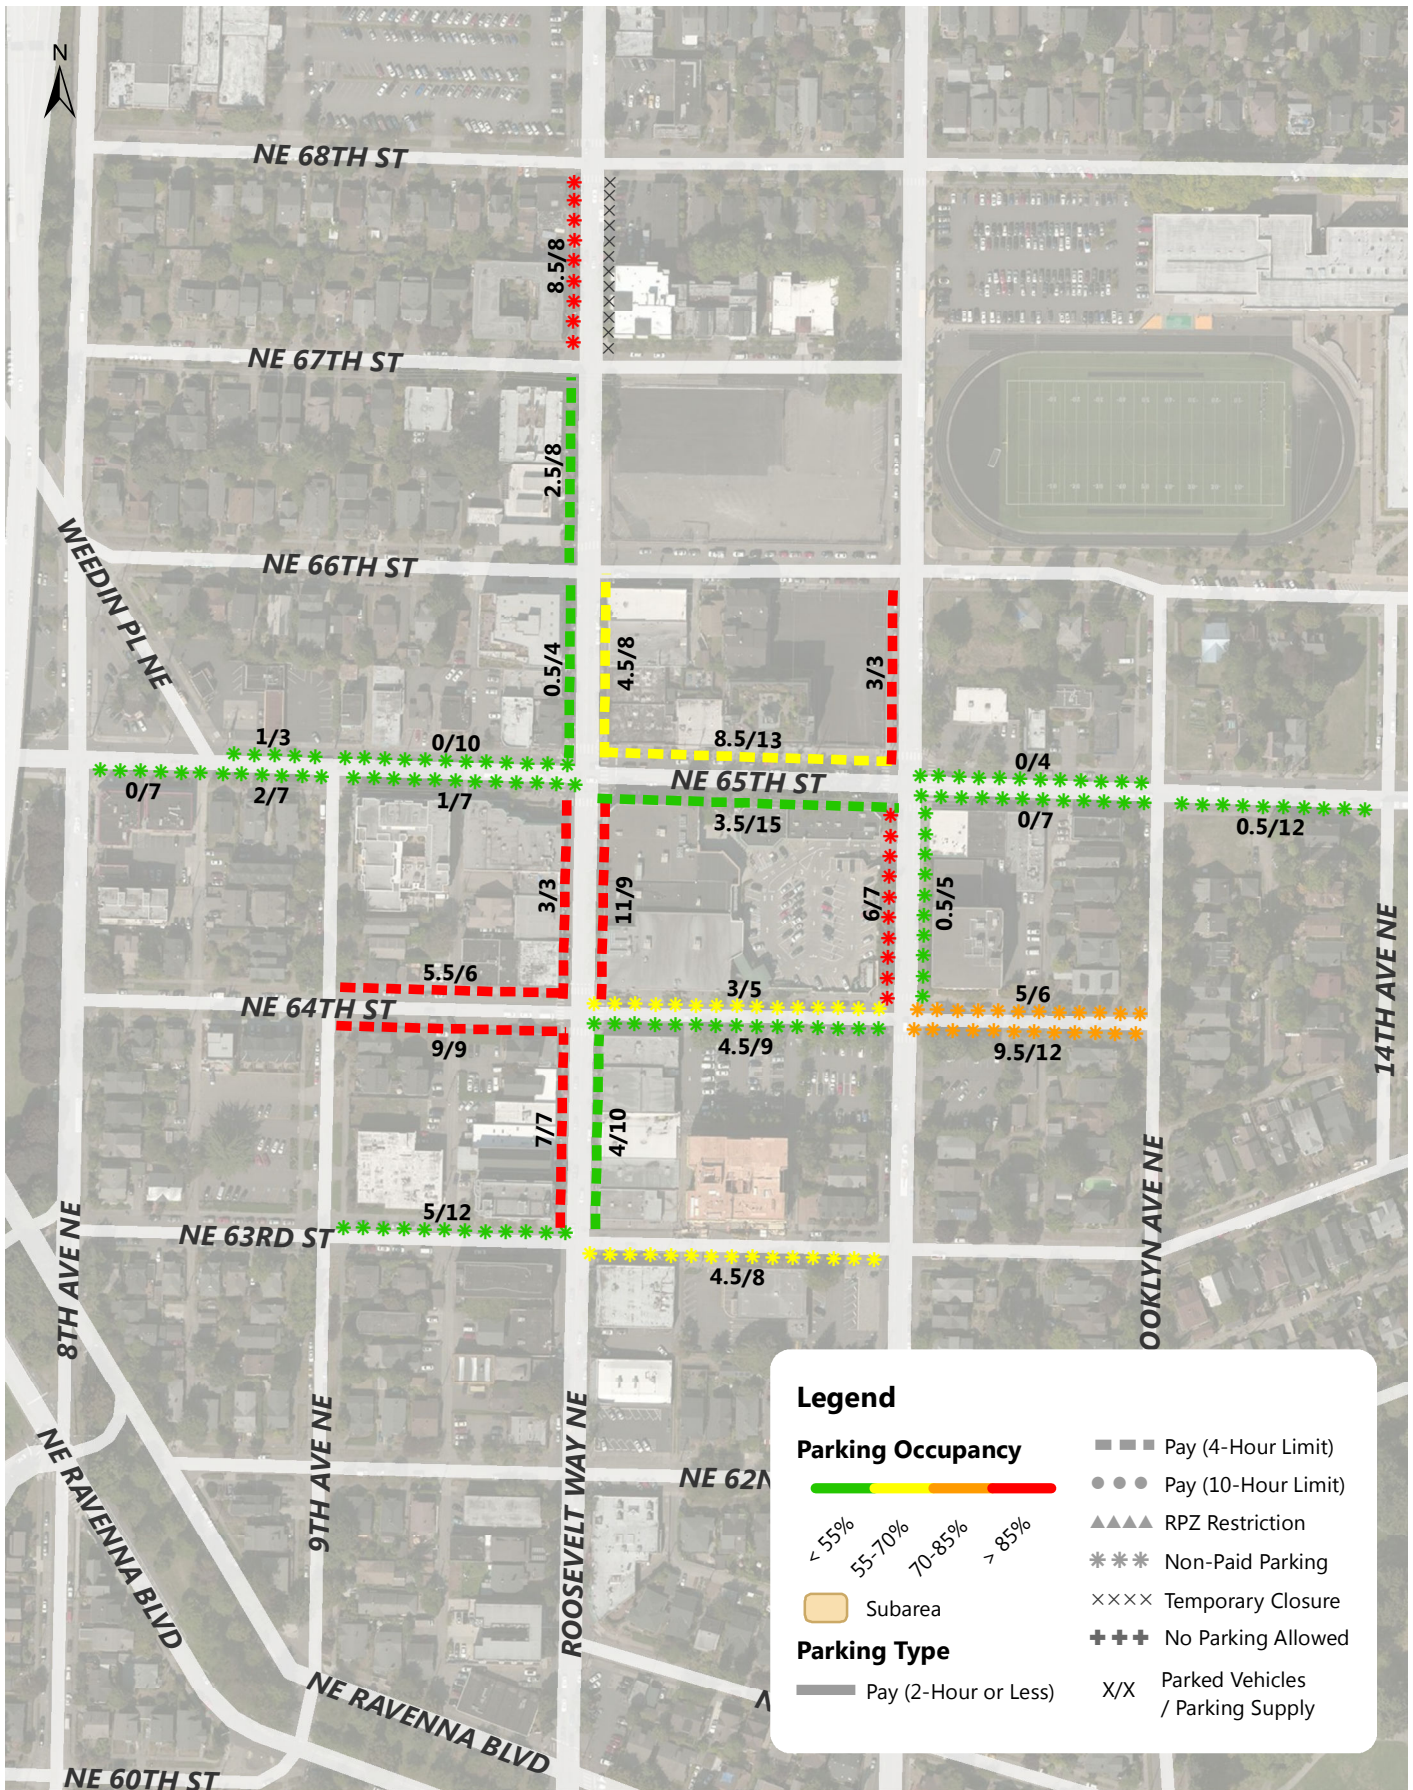 N
NE 68TH ST
8.5/8
NE 67TH ST
2.5/8
WEEDIN PL NE
NE 66TH ST
0.5/4
4.5/8
3/3
1/3
0/10
8.5/13
0/4
NE 65TH ST
0/7
2/7
1/7
3.5/15
0/7
0.5/12
3/3
11/9
6/7
0.5/5
14TH AVE NE
5.5/6
3/5
5/6
NE 64TH ST
9/9
4.5/9
9.5/12
7/7
4/10
OOKLYN AVE NE
5/12
8TH AVE NE
NE 63RD ST
4.5/8
9TH AVE NE
ROOSEVELT WAY NE
NE 62N
NE RAVENNA BLVD
NE RAVENNA BLVD
N
NE 60TH ST
Legend
Parking Occupancy
< 55%
55-70%
70-85%
> 85%
Subarea
Parking Type
Pay (2-Hour or Less)
Pay (4-Hour Limit)
Pay (10-Hour Limit)
RPZ Restriction
Non-Paid Parking
Temporary Closure
No Parking Allowed
X/X
Parked Vehicles
/ Parking Supply